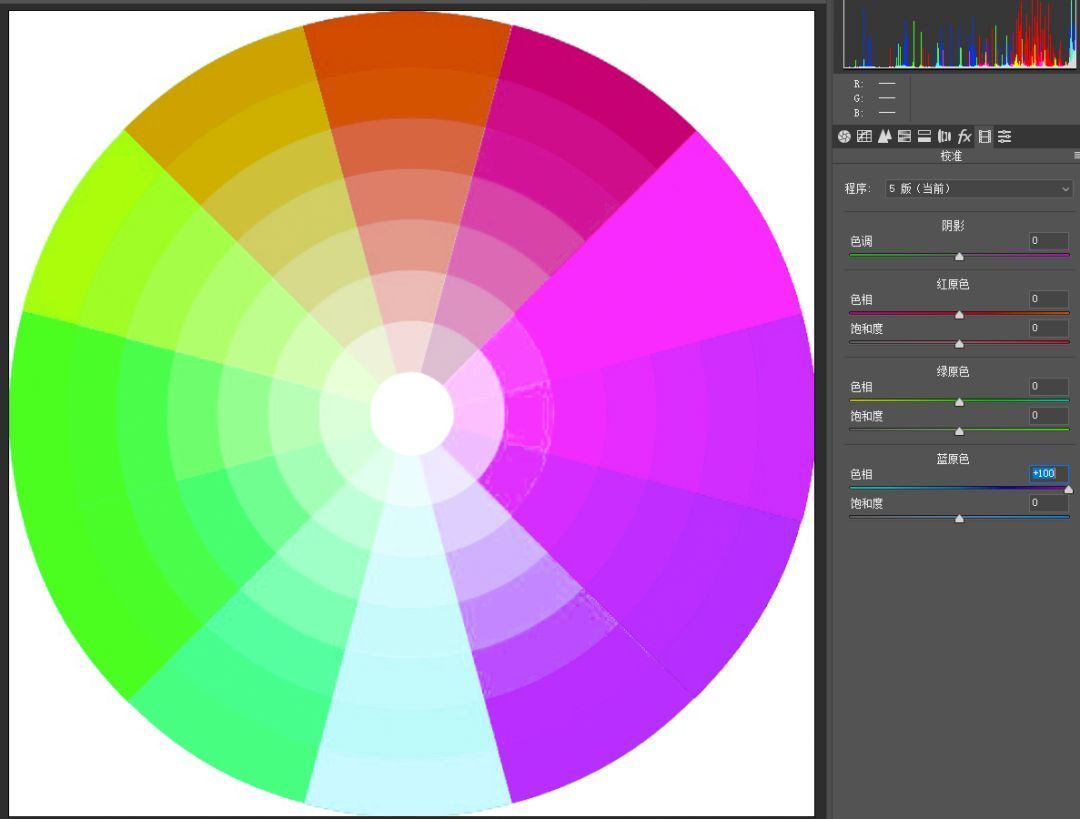 R: —
G: —
B: —
fx
校准
程序: 5 版（当前）
阴影
色调 0
红原色
色相 0
饱和度 0
绿原色
色相 0
饱和度 0
蓝原色
色相 +100
饱和度 0